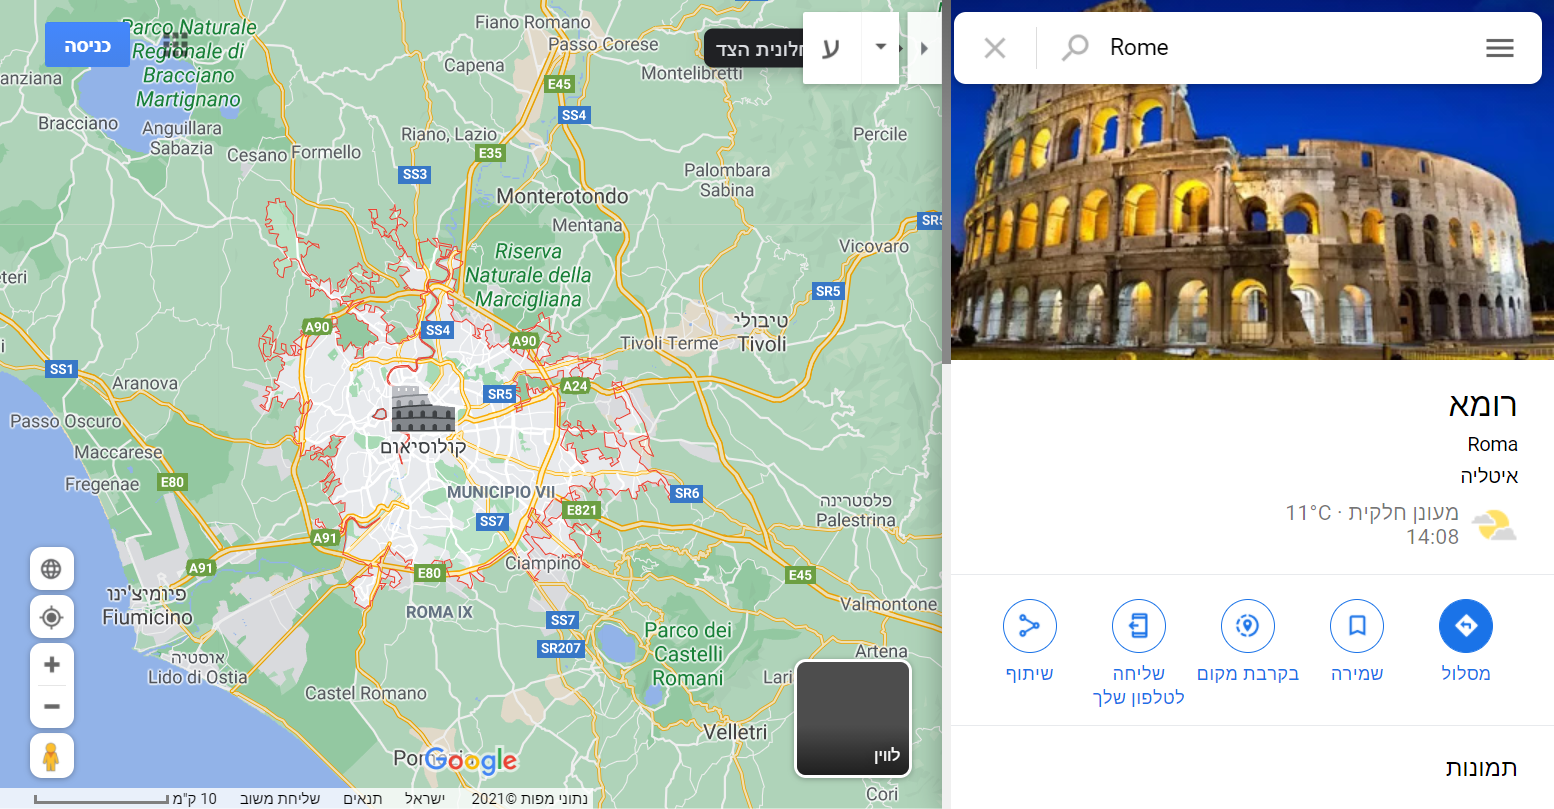 Rome
רומא
Roma
איטליה
מעונן חלקית · 11°C
14:08
מסלול
שמירה
בקרבת מקום
שליחה
לטלפון שלך
שיתוף
תמונות
כניסה
חלונית הצד
ע
Parco Naturale
Regionale di
Bracciano
Martignano
Fiano Romano
Passo Corese
Capena
Montelibretti
E45
SS4
Bracciano
Anguillara
Sabazia
Riano, Lazio
Percile
Cesano
Formello
E35
SS3
Palombara
Sabina
Monterotondo
Mentana
Vicovaro
Riserva
Naturale della
Marcigliana
SR5
A90
SS4
A90
טיבולי
Tivoli
Tivoli Terme
SS1
Aranova
SR5
A24
Passo Oscuro
קולוסיאום
Maccarese
Fregenae
E80
MUNICIPIO VII
SR6
SS7
E821
פלסטרינה
Palestrina
A91
A91
Ciampino
E80
E45
פיומיצ'ינו
Fiumicino
ROMA IX
Valmontone
SS7
SR207
Parco dei
Castelli
Romani
Artena
אוסטיה
Lido di Ostia
Castel Romano
Velletri
Google
לווין
Cori
נתוני מפות ©2021
ישראל
תנאים
שליחת משוב
10 ק"מ